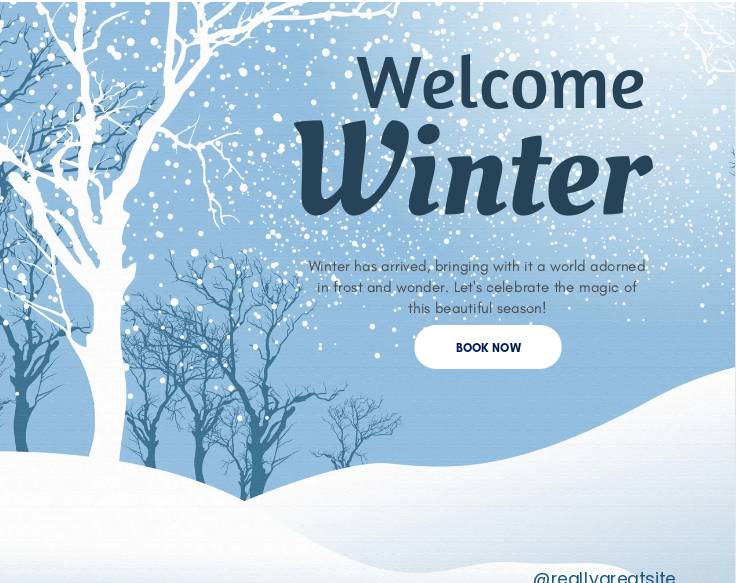 Welcome
Winter
Winter has arrived, bringing with it a world adorned
in frost and wonder. Let's celebrate the magic of
this beautiful season!
BOOK NOW
@reallygreatsite